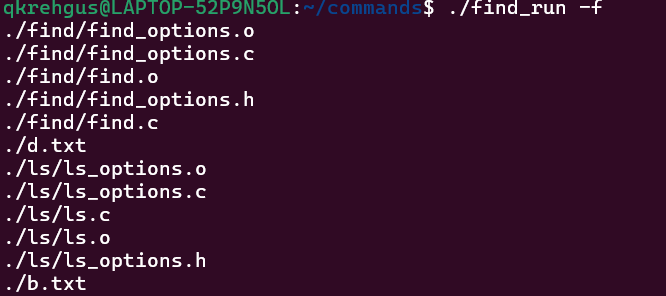 qkrehgus@LAPTOP-52P9N5OL:~/commands$ ./find_run -f
./find/find_options.o
./find/find_options.c
./find/find.o
./find/find_options.h
./find/find.c
./d.txt
./ls/ls_options.o
./ls/ls_options.c
./ls/ls.c
./ls/ls.o
./ls/ls_options.h
./b.txt